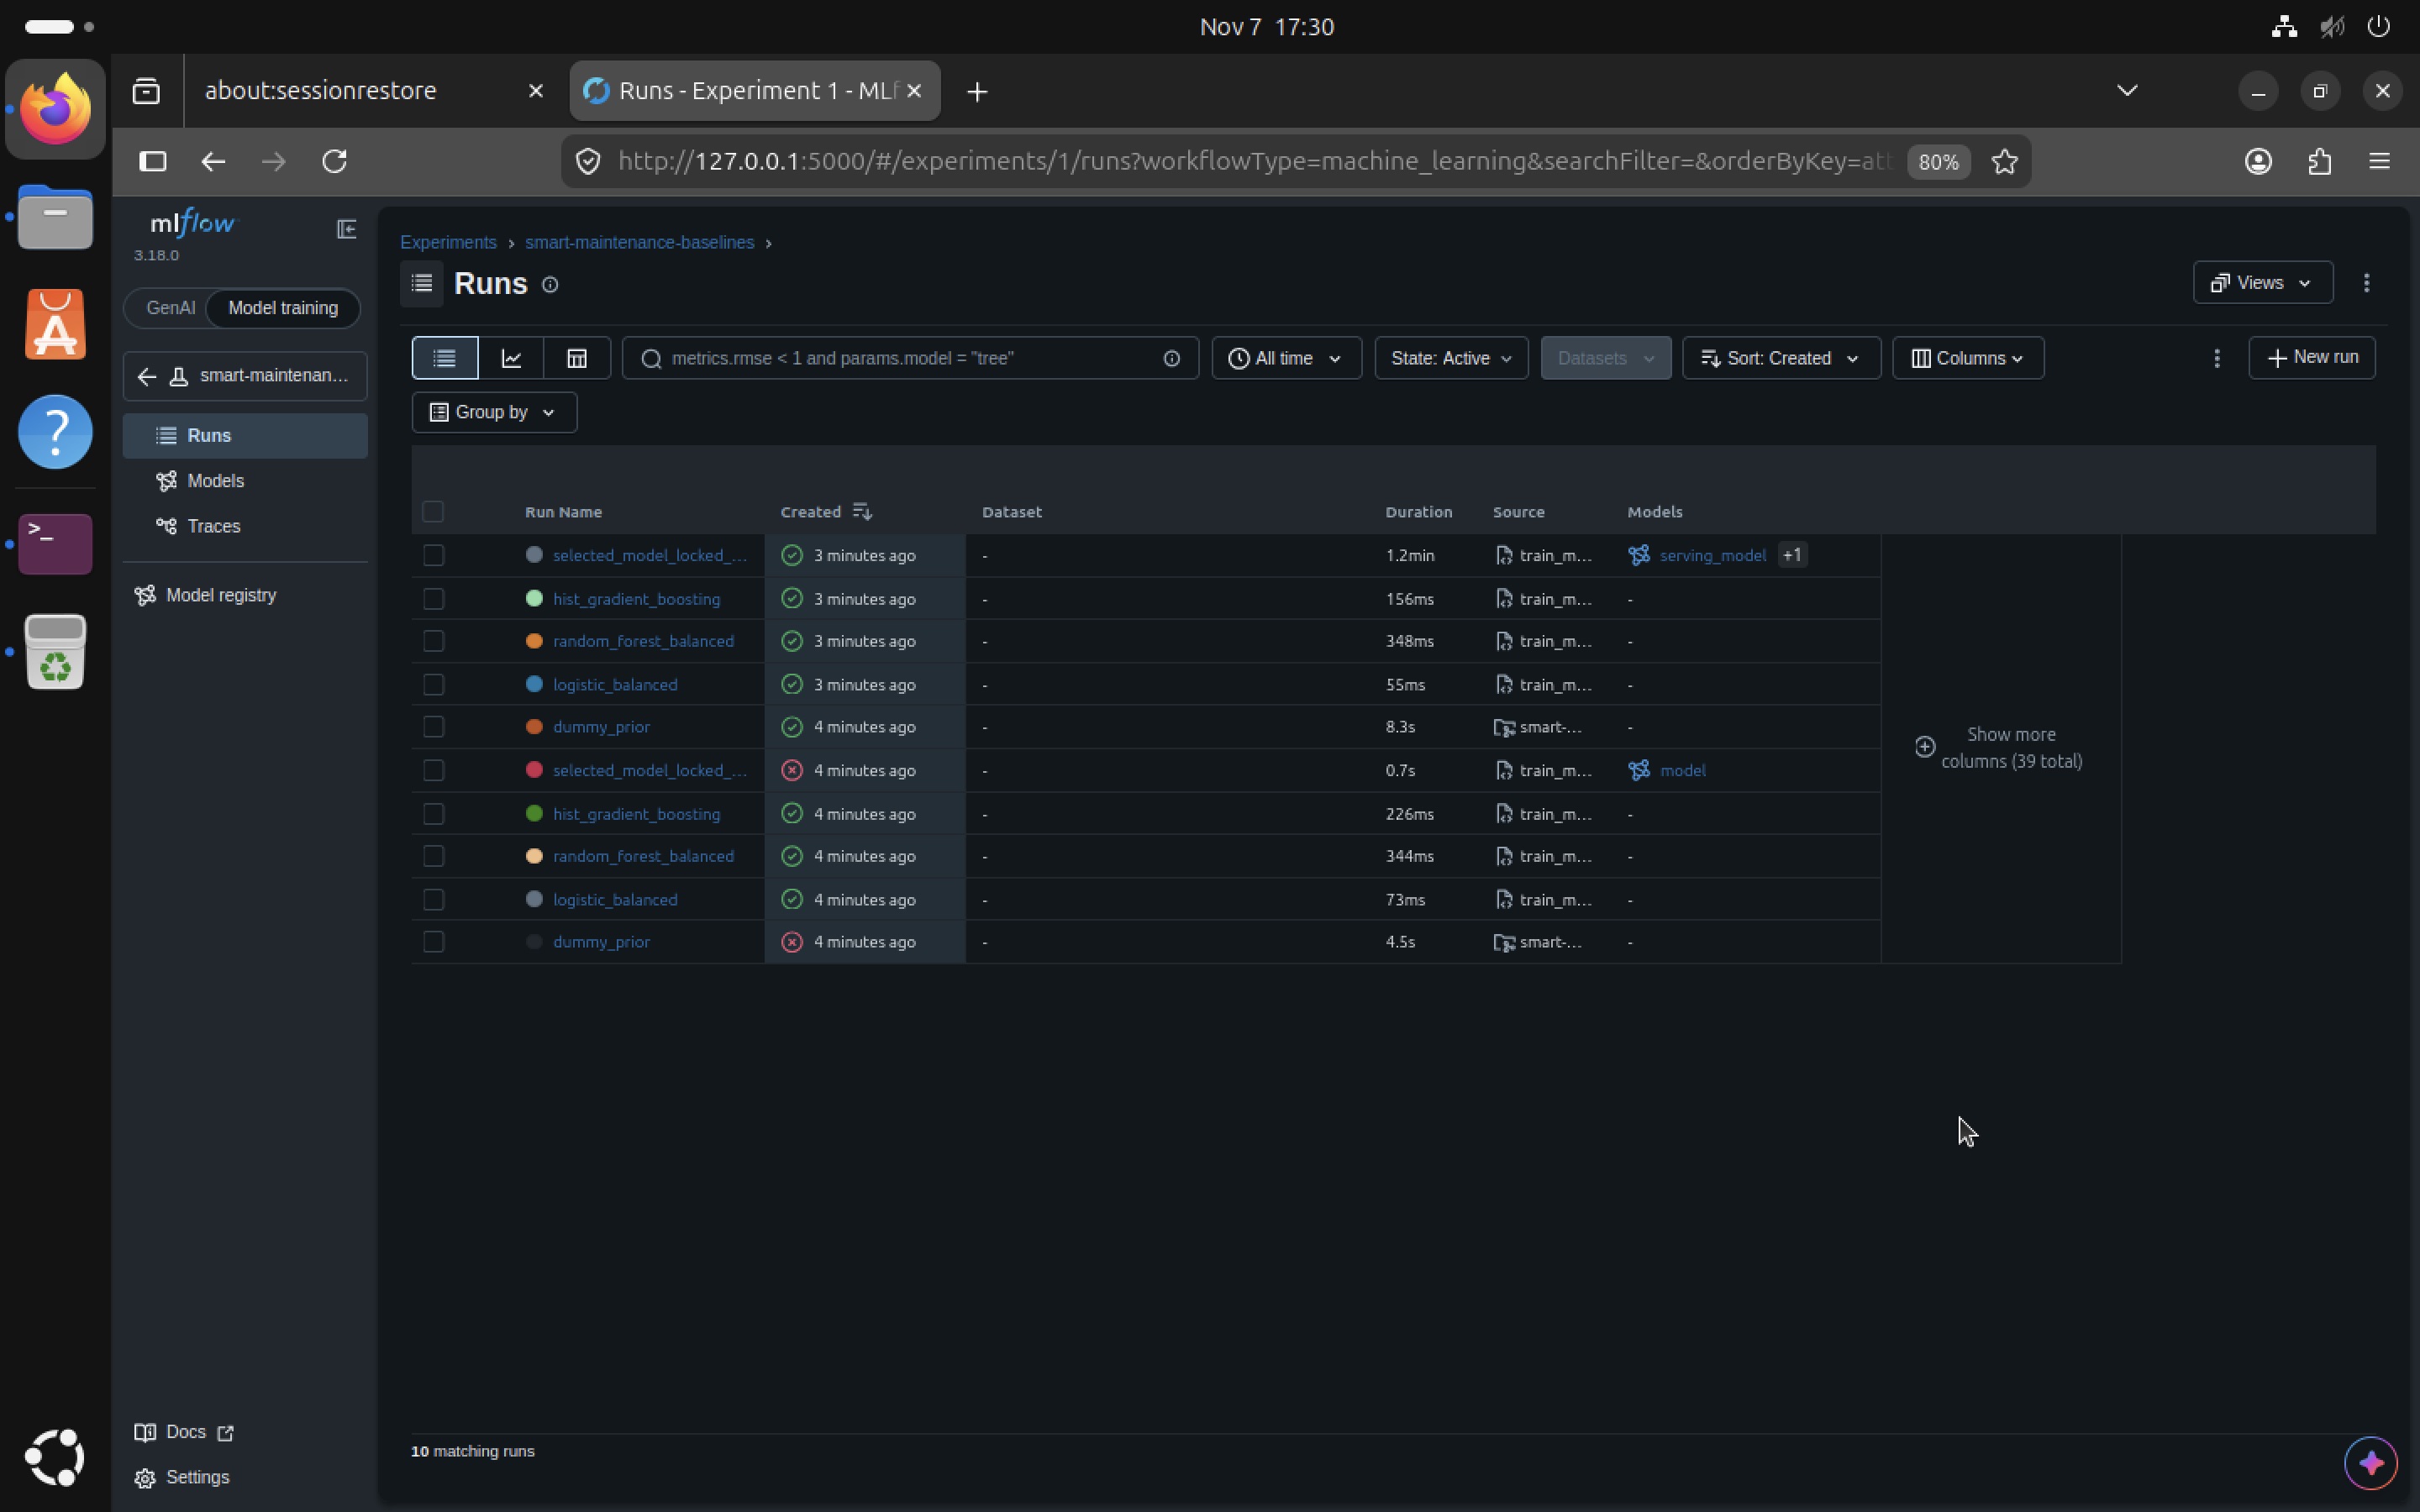 Nov 7 17:30
about:sessionrestore
Runs - Experiment 1 - MLf
http://127.0.0.1:5000/#/experiments/1/runs?workflowType=machine_learning&searchFilter=&orderByKey=att
80%
mlflow
3.18.0
GenAI
Model training
smart-maintenan...
Runs
Models
Traces
Model registry
Docs
Settings
Experiments › smart-maintenance-baselines ›
Runs
Views
metrics.rmse < 1 and params.model = "tree"
All time
State: Active
Datasets
Sort: Created
Columns
New run
Group by
Run Name Created Dataset Duration Source Models
selected_model_locked_... 3 minutes ago - 1.2min train_m... serving_model +1
hist_gradient_boosting 3 minutes ago - 156ms train_m... -
random_forest_balanced 3 minutes ago - 348ms train_m... -
logistic_balanced 3 minutes ago - 55ms train_m... -
dummy_prior 4 minutes ago - 8.3s smart-... -
selected_model_locked_... 4 minutes ago - 0.7s train_m... model
hist_gradient_boosting 4 minutes ago - 226ms train_m... -
random_forest_balanced 4 minutes ago - 344ms train_m... -
logistic_balanced 4 minutes ago - 73ms train_m... -
dummy_prior 4 minutes ago - 4.5s smart-... -
Show more
columns (39 total)
10 matching runs